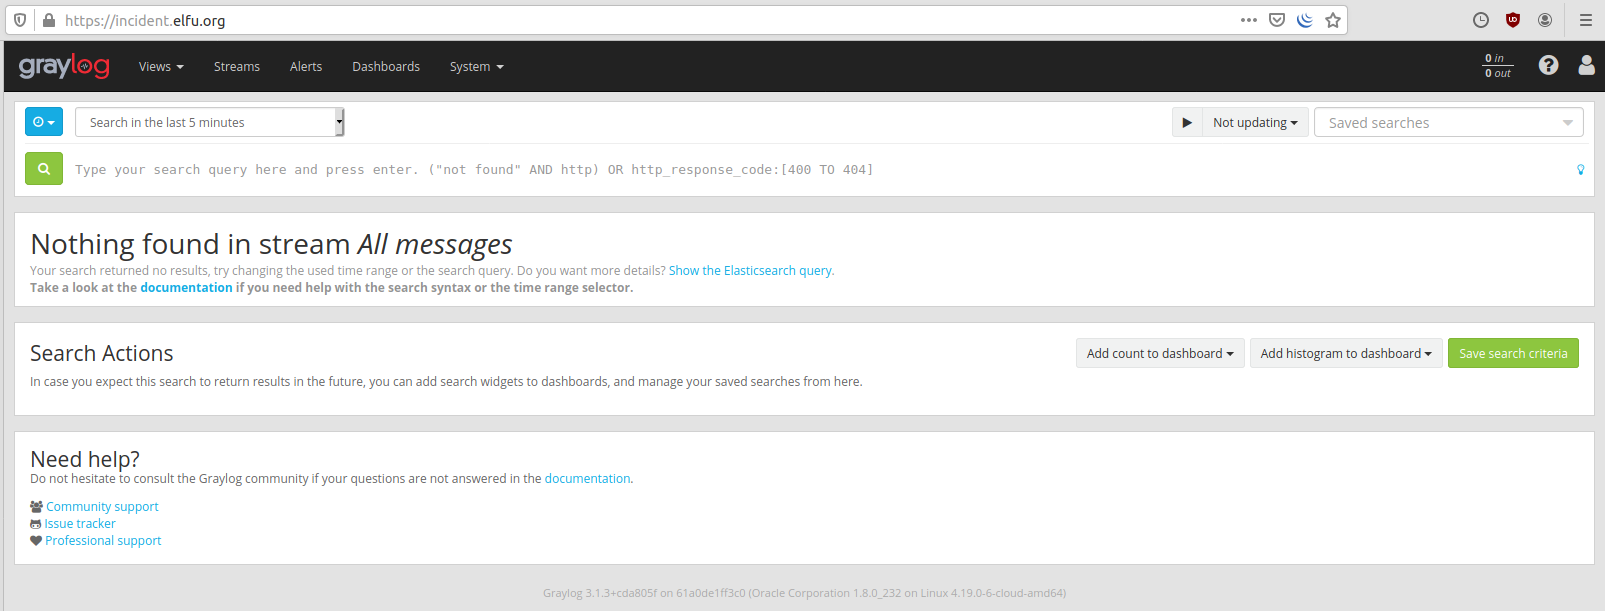 https://incident.elfu.org
graylog Views Streams Alerts Dashboards System 0 in
0 out
Search in the last 5 minutes Not updating Saved searches
Type your search query here and press enter. ("not found" AND http) OR http_response_code:[400 TO 404]
Nothing found in stream All messages
Your search returned no results, try changing the used time range or the search query. Do you want more details? Show the Elasticsearch query.
Take a look at the documentation if you need help with the search syntax or the time range selector.
Search Actions Add count to dashboard Add histogram to dashboard Save search criteria
In case you expect this search to return results in the future, you can add search widgets to dashboards, and manage your saved searches from here.
Need help?
Do not hesitate to consult the Graylog community if your questions are not answered in the documentation.
Community support
Issue tracker
Professional support
Graylog 3.1.3+cda805f on 61a0de1ff3c0 (Oracle Corporation 1.8.0_232 on Linux 4.19.0-6-cloud-amd64)